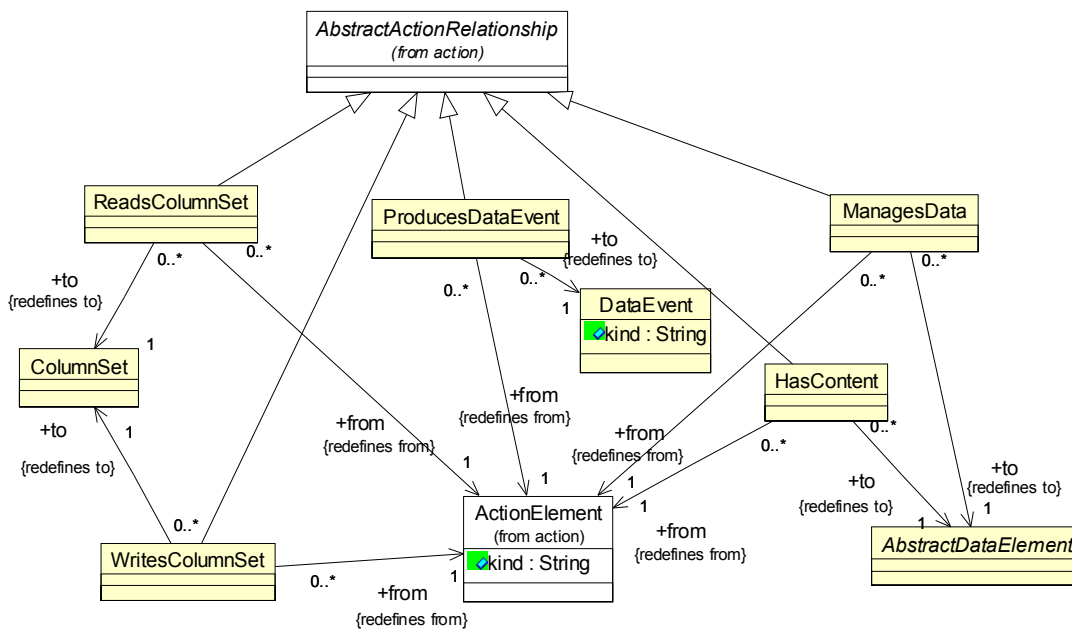 AbstractActionRelationship
(from action)
ReadsColumnSet
ProducesDataEvent
ManagesData
0..*
0..*
+to
{redefines to}
1
0..*
0..*
+to
{redefines to}
1
0..*
0..*
DataEvent
kind : String
ColumnSet
HasContent
+to
{redefines to}
1
+from
{redefines from}
1
+from
{redefines from}
1
+from
{redefines from}
1
0..*
0..*
+to
{redefines to}
1
+to
{redefines to}
1
ActionElement
(from action)
kind : String
1
+from
{redefines from}
AbstractDataElement
0..*
WritesColumnSet
0..*
1
+from
{redefines from}